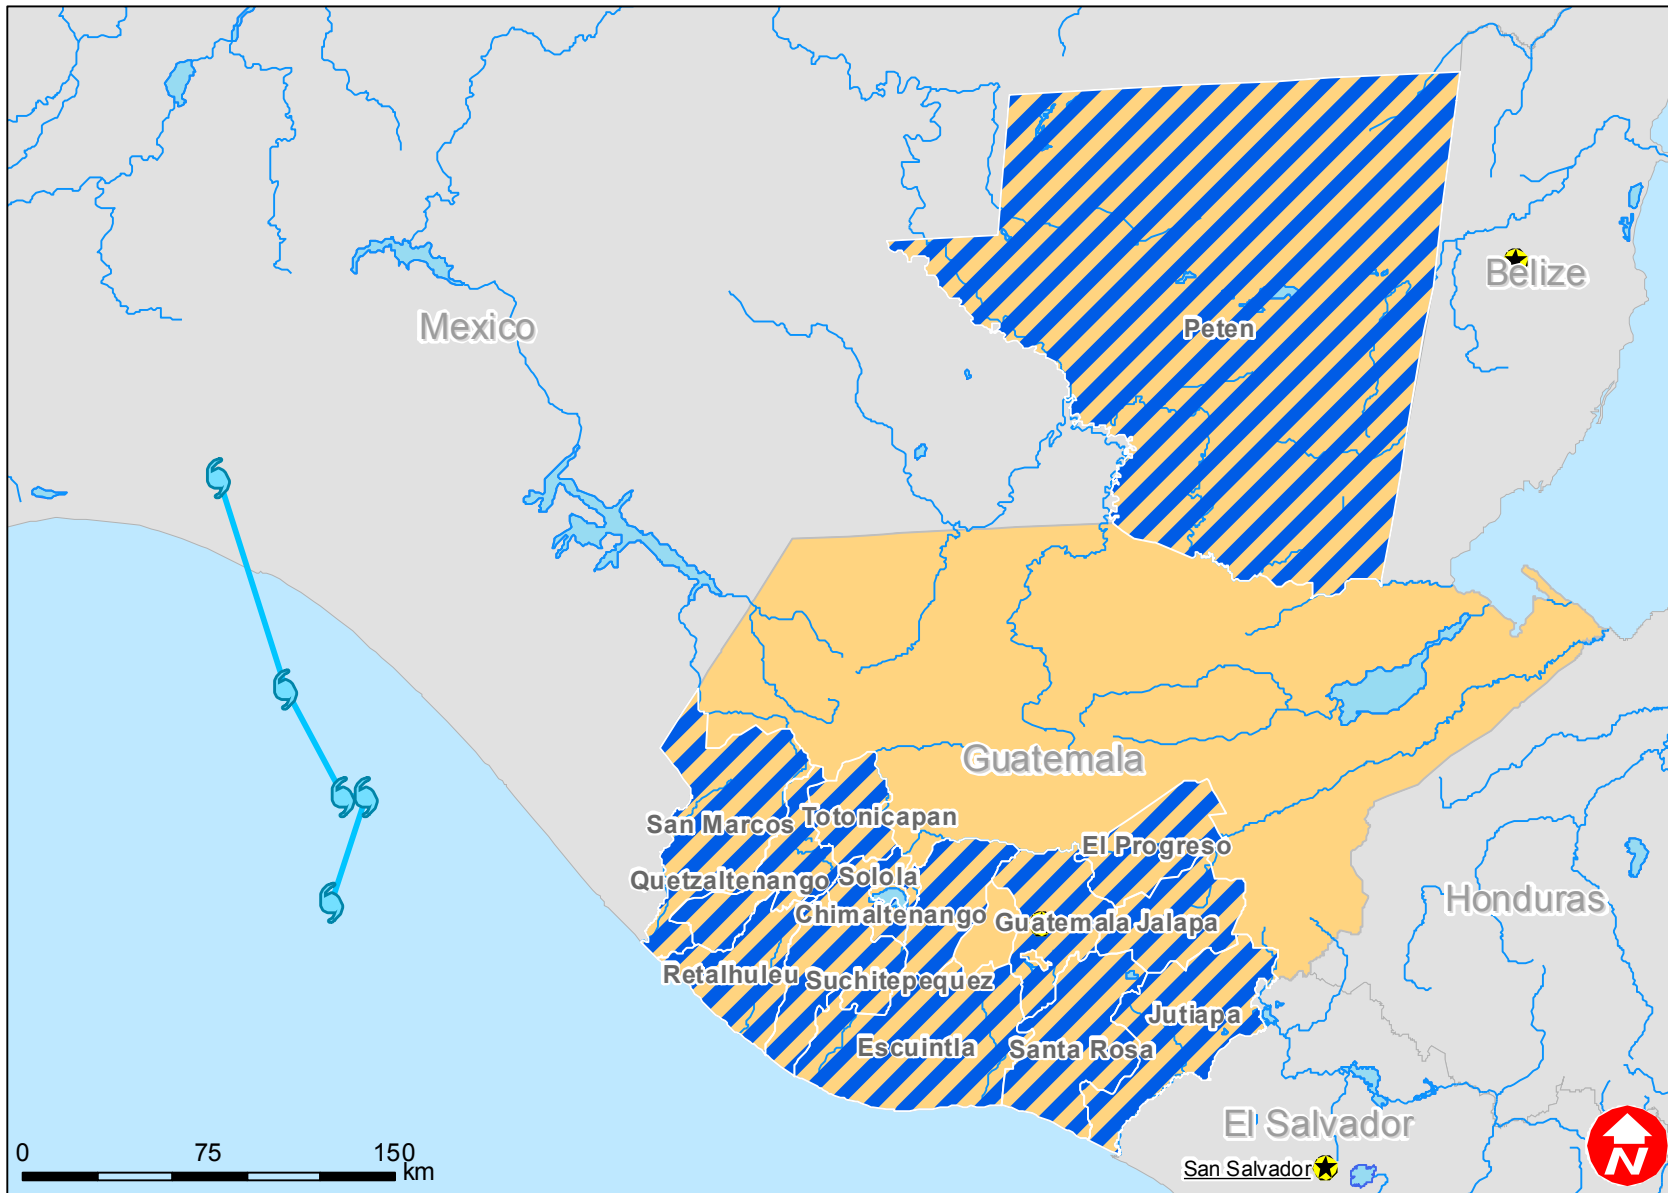 Belize
Mexico
Peten
Guatemala
San Marcos
Totonicapan
El Progreso
Quetzaltenango
Solola
Chimaltenango
Guatemala
Jalapa
Honduras
Retalhuleu
Suchitepequez
Jutiapa
Escuintla
Santa Rosa
El Salvador
San Salvador
0 75 150
km
N